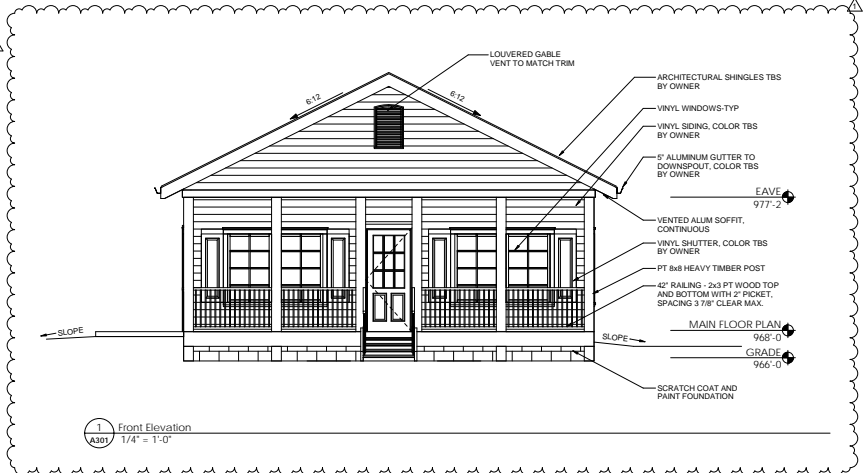 1
LOUVERED GABLE
VENT TO MATCH TRIM
6:12
6:12
ARCHITECTURAL SHINGLES TBS
BY OWNER
VINYL WINDOWS-TYP
VINYL SIDING, COLOR TBS
BY OWNER
5" ALUMINUM GUTTER TO
DOWNSPOUT, COLOR TBS
BY OWNER
EAVE
977'-2
VENTED ALUM SOFFIT,
CONTINUOUS
VINYL SHUTTER, COLOR TBS
BY OWNER
PT 8x8 HEAVY TIMBER POST
42" RAILING - 2x3 PT WOOD TOP
AND BOTTOM WITH 2" PICKET,
SPACING 3 7/8" CLEAR MAX.
MAIN FLOOR PLAN
968'-0
SLOPE
SLOPE
GRADE
966'-0
SCRATCH COAT AND
PAINT FOUNDATION
1
A301
Front Elevation
1/4" = 1'-0"